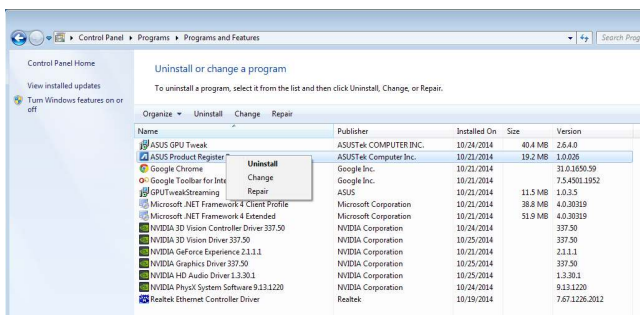 Control Panel ▸ Programs ▸ Programs and Features
Search Prog
Control Panel Home
View installed updates
Turn Windows features on or off
Uninstall or change a program
To uninstall a program, select it from the list and then click Uninstall, Change, or Repair.
Organize Uninstall Change Repair
Name Publisher Installed On Size Version
ASUS GPU Tweak ASUSTek COMPUTER INC. 10/24/2014 40.4 MB 2.6.4.0
ASUS Product Register ASUSTek Computer Inc. 10/21/2014 19.2 MB 1.0.026
Google Chrome Google Inc. 10/21/2014 31.0.1650.59
Google Toolbar for Inte Google Inc. 10/21/2014 7.5.4501.1952
GPUTweakStreaming ASUS 10/21/2014 11.5 MB 1.0.3.5
Microsoft .NET Framework 4 Client Profile Microsoft Corporation 10/21/2014 38.8 MB 4.0.30319
Microsoft .NET Framework 4 Extended Microsoft Corporation 10/21/2014 51.9 MB 4.0.30319
NVIDIA 3D Vision Controller Driver 337.50 NVIDIA Corporation 10/24/2014 337.50
NVIDIA 3D Vision Driver 337.50 NVIDIA Corporation 10/25/2014 337.50
NVIDIA GeForce Experience 2.1.1.1 NVIDIA Corporation 10/21/2014 2.1.1.1
NVIDIA Graphics Driver 337.50 NVIDIA Corporation 10/25/2014 337.50
NVIDIA HD Audio Driver 1.3.30.1 NVIDIA Corporation 10/25/2014 1.3.30.1
NVIDIA PhysX System Software 9.13.1220 NVIDIA Corporation 10/24/2014 9.13.1220
Realtek Ethernet Controller Driver Realtek 10/19/2014 7.67.1226.2012
Uninstall
Change
Repair